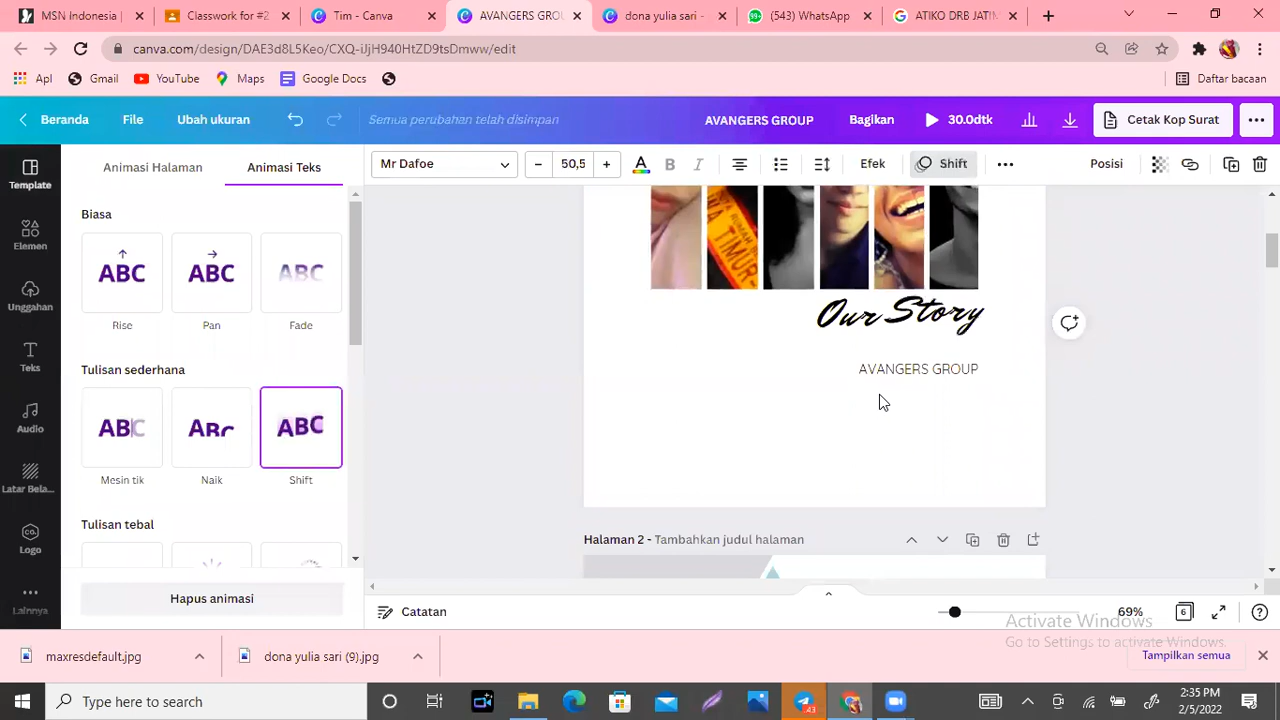 MSN Indonesia |
Classwork for #2
Tim - Canva
AVANGERS GROU
dona yulia sari -
(543) WhatsApp
ATIKO DRB JATIM
canva.com/design/DAE3d8L5Keo/CXQ-iJjH940HtZD9tsDmww/edit
Apl
Gmail
YouTube
Maps
Google Docs
Daftar bacaan
Beranda
File
Ubah ukuran
Semua perubahan telah disimpan
AVANGERS GROUP
Bagikan
30.0dtk
Cetak Kop Surat
Template
Elemen
Unggahan
Teks
Audio
Latar Bela...
Logo
Lainnya
Animasi Halaman
Animasi Teks
Biasa
ABC
ABC
ABC
Rise
Pan
Fade
Tulisan sederhana
ABC
ABC
ABC
Mesin tik
Naik
Shift
Tulisan tebal
Hapus animasi
Mr Dafoe
50,5
A
B
I
Efek
Shift
Posisi
TIMUR
Our Story
AVANGERS GROUP
Halaman 2 - Tambahkan judul halaman
Catatan
69%
6
Activate Windows
Go to Settings to activate Windows.
maxresdefault.jpg
dona yulia sari (9).jpg
Tampilkan semua
Type here to search
43
2:35 PM
2/5/2022